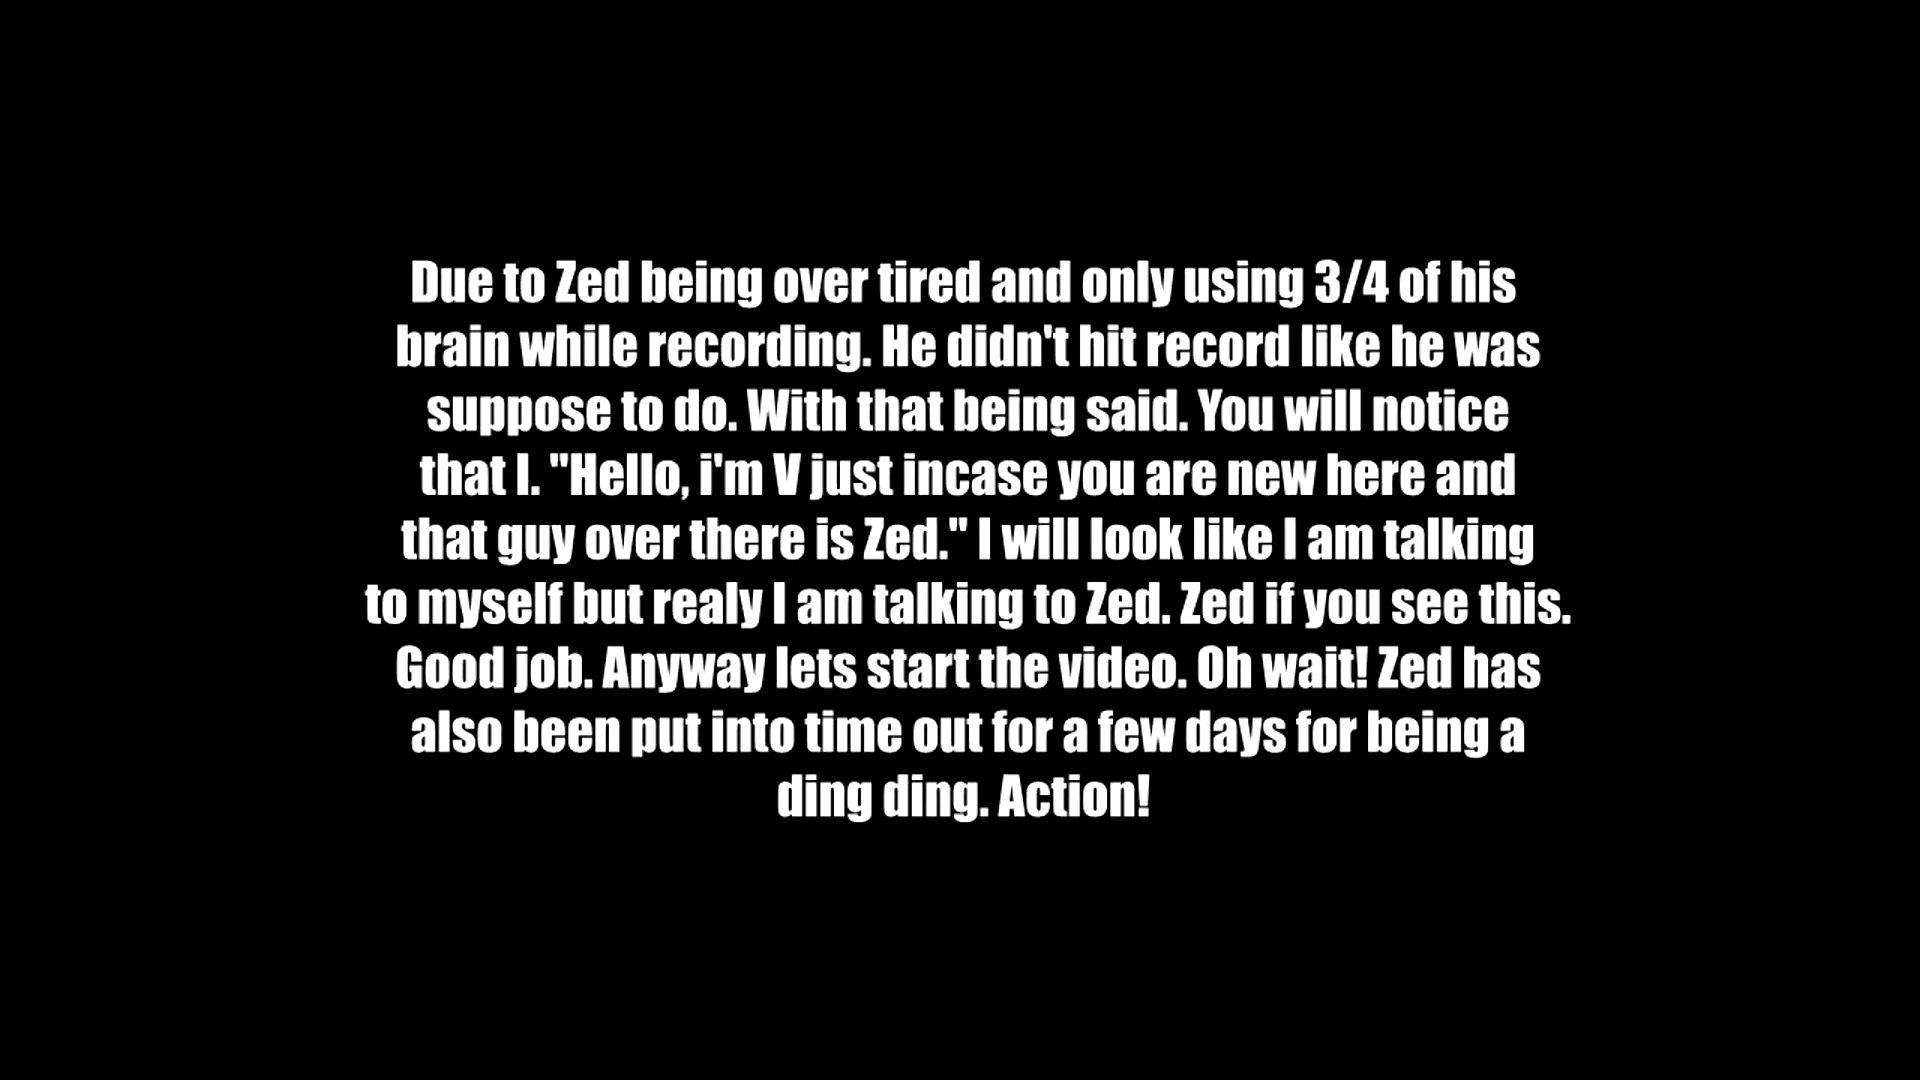 Due to Zed being over tired and only using 3/4 of his
brain while recording. He didn't hit record like he was
suppose to do. With that being said. You will notice
that I. "Hello, i'm V just incase you are new here and
that guy over there is Zed." I will look like I am talking
to myself but realy I am talking to Zed. Zed if you see this.
Good job. Anyway lets start the video. Oh wait! Zed has
also been put into time out for a few days for being a
ding ding. Action!